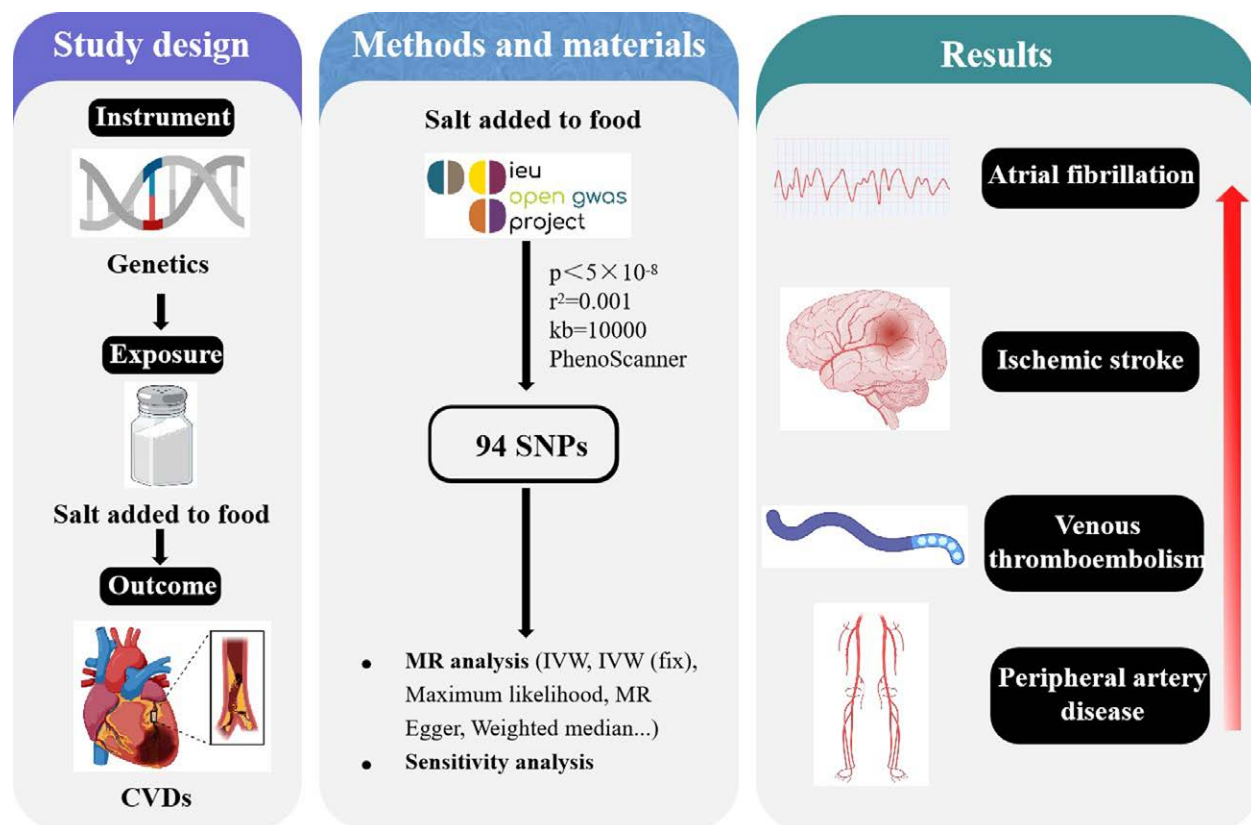 Study design
Instrument
Genetics
Exposure
Salt added to food
Outcome
CVDs
Methods and materials
Salt added to food
ieu
open gwas
project
p<5×10⁻⁸
r²=0.001
kb=10000
PhenoScanner
94 SNPs
• MR analysis (IVW, IVW (fix),
Maximum likelihood, MR
Egger, Weighted median...)
• Sensitivity analysis
Results
Atrial fibrillation
Ischemic stroke
Venous
thromboembolism
Peripheral artery
disease